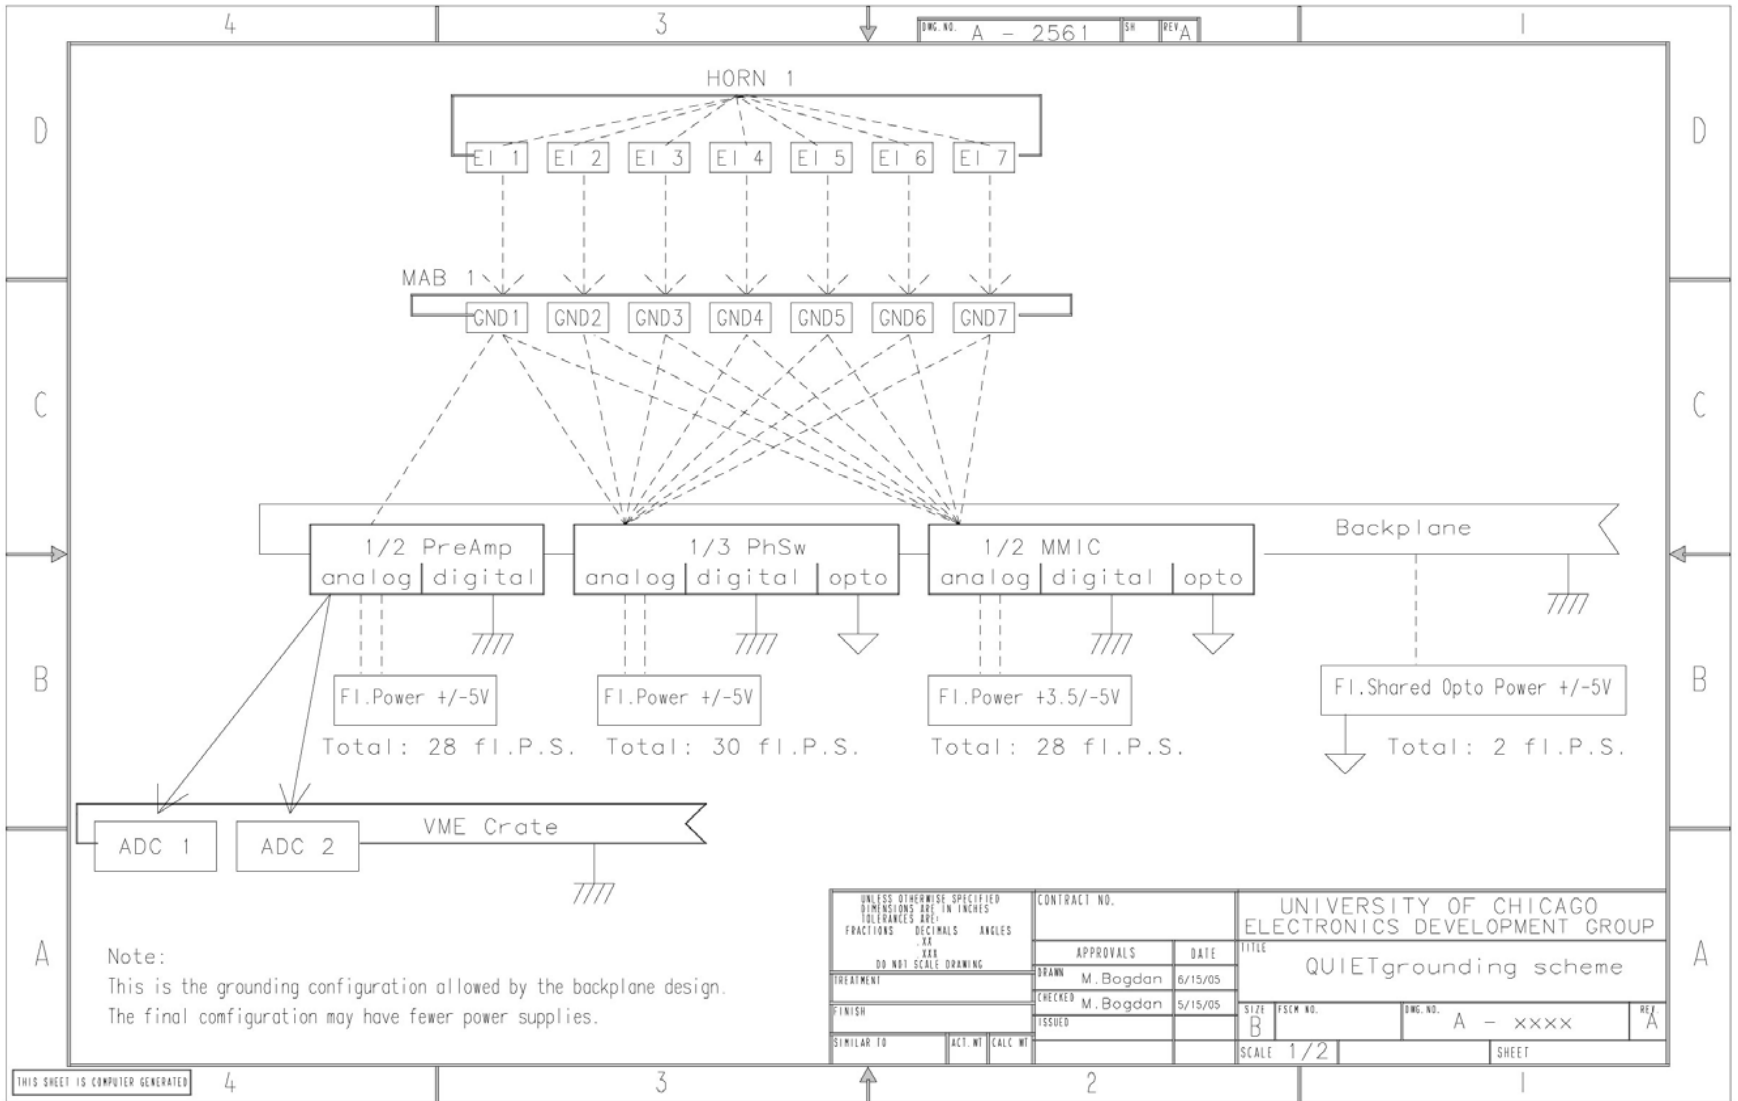 4 3 1
DWG. NO. A - 2561 SH REV A
HORN 1
D D
El 1 El 2 El 3 El 4 El 5 El 6 El 7
MAB 1
GND1 GND2 GND3 GND4 GND5 GND6 GND7
C C
Backplane
1/2 PreAmp 1/3 PhSw 1/2 MMIC
analog digital analog digital opto analog digital opto
B B
Fl.Power +/-5V Fl.Power +/-5V Fl.Power +3.5/-5V Fl.Shared Opto Power +/-5V
Total: 28 fl.P.S. Total: 30 fl.P.S. Total: 28 fl.P.S. Total: 2 fl.P.S.
VME Crate
ADC 1 ADC 2
A A
Note:
This is the grounding configuration allowed by the backplane design.
The final comfiguration may have fewer power supplies.
UNLESS OTHERWISE SPECIFIED
DIMENSIONS ARE IN INCHES
TOLERANCES ARE:
FRACTIONS DECIMALS ANGLES
.XX
.XXX
DO NOT SCALE DRAWING
TREATMENT
FINISH
SIMILAR TO ACT. WT CALC WT
CONTRACT NO.
APPROVALS DATE
DRAWN M.Bogdan 6/15/05
CHECKED M.Bogdan 5/15/05
ISSUED
UNIVERSITY OF CHICAGO
ELECTRONICS DEVELOPMENT GROUP
TITLE
QUIETgrounding scheme
SIZE B FSCM NO. DWG. NO. A - xxxx REV. A
SCALE 1/2 SHEET
THIS SHEET IS COMPUTER GENERATED
4 3 2 1